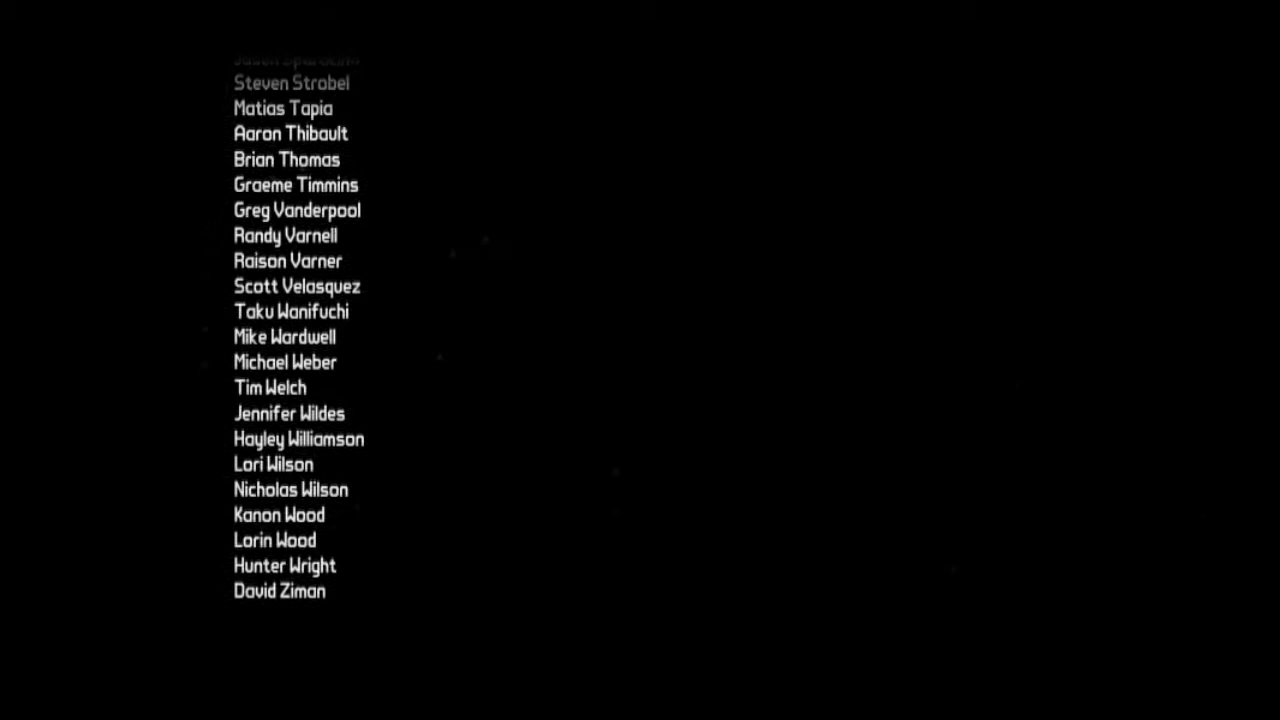 Steven Strobel
Matias Tapia
Aaron Thibault
Brian Thomas
Graeme Timmins
Greg Vanderpool
Randy Varnell
Raison Varner
Scott Velasquez
Taku Wanifuchi
Mike Wardwell
Michael Weber
Tim Welch
Jennifer Wildes
Hayley Williamson
Lori Wilson
Nicholas Wilson
Kanon Wood
Lorin Wood
Hunter Wright
David Ziman